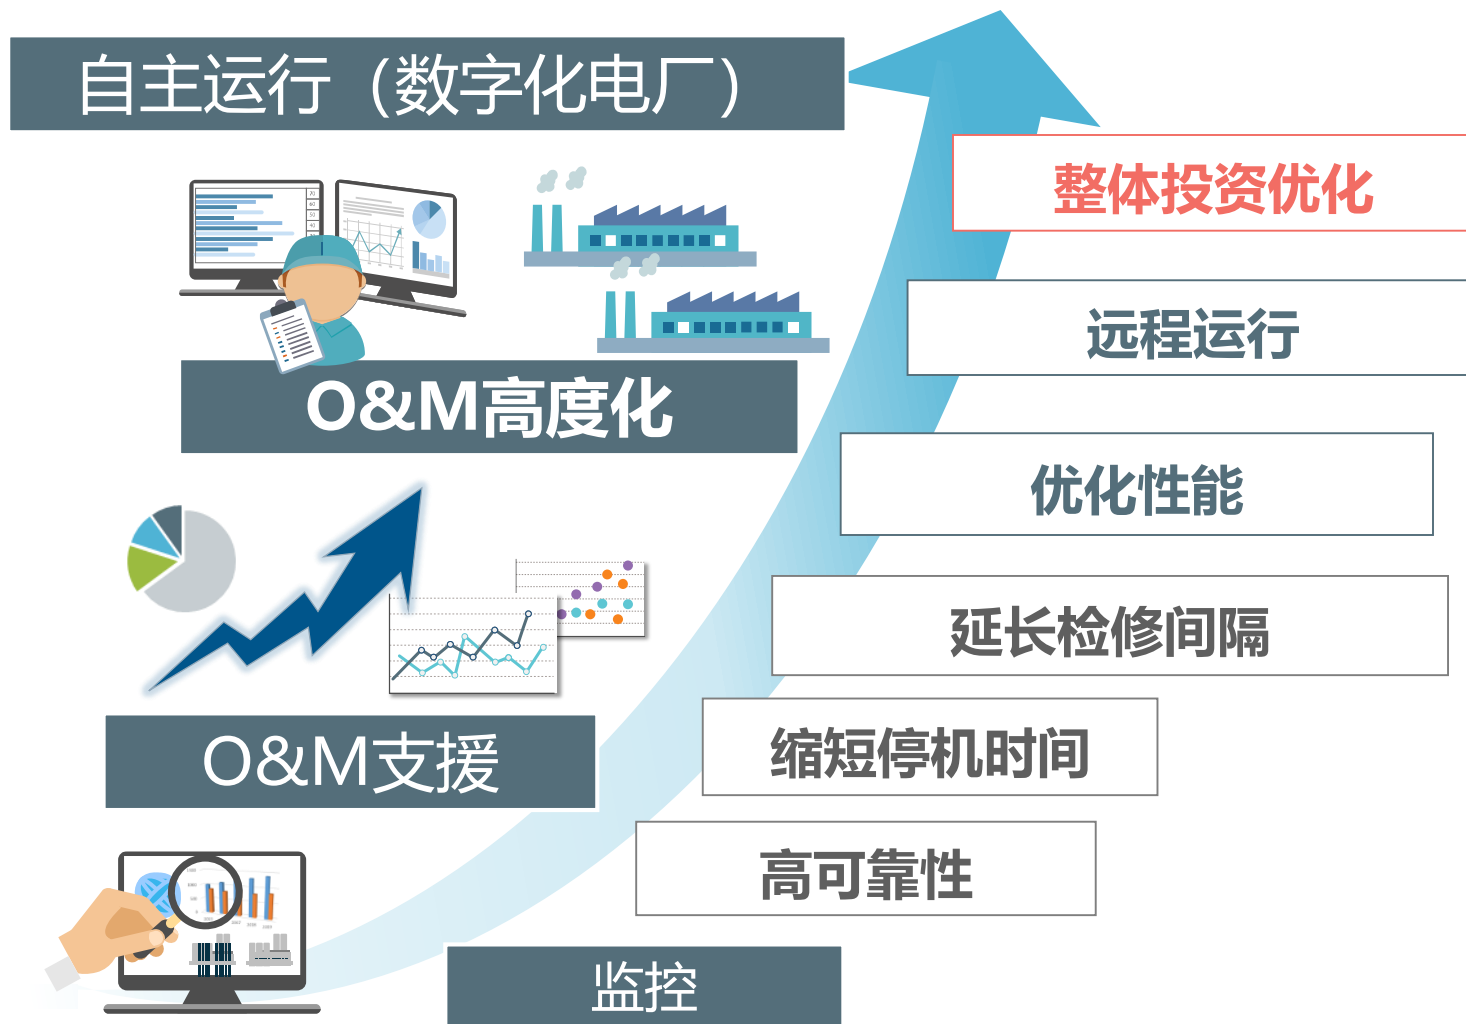 自主运行（数字化电厂）
整体投资优化
远程运行
O&M高度化
优化性能
延长检修间隔
O&M支援
缩短停机时间
高可靠性
监控